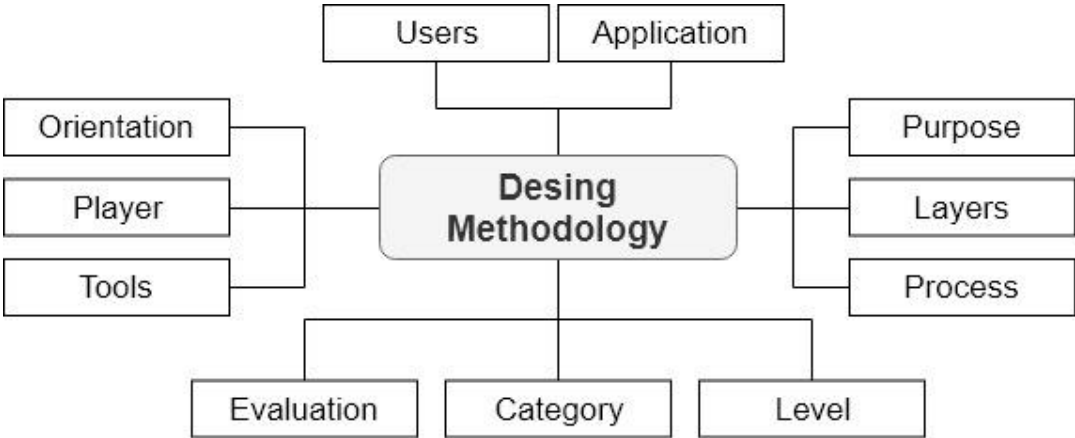 Users
Application
Orientation
Purpose
Desing
Methodology
Player
Layers
Tools
Process
Evaluation
Category
Level